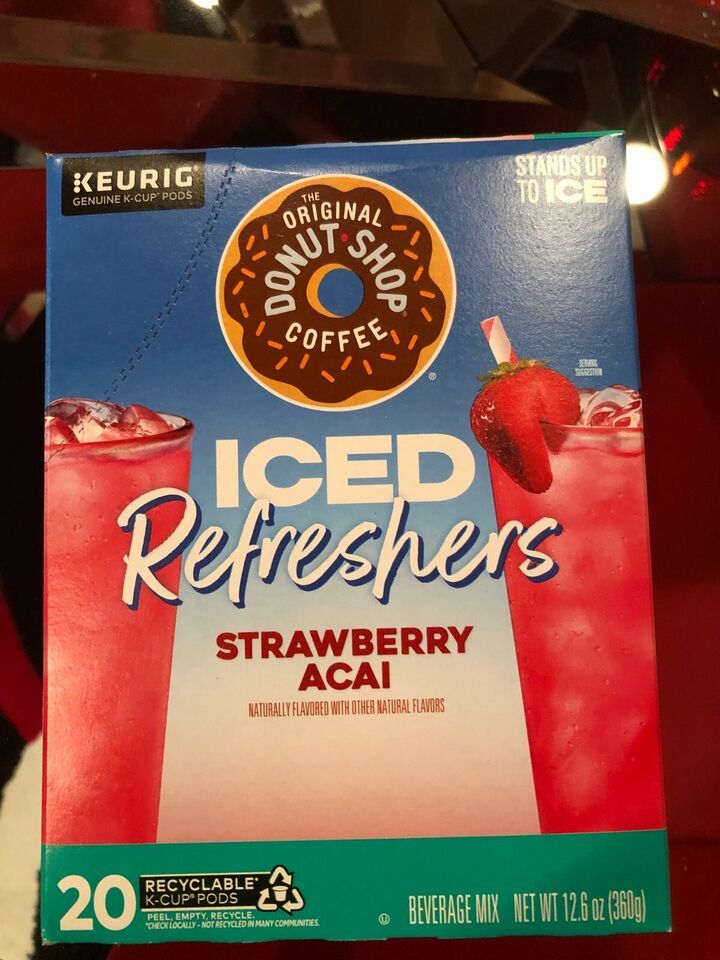 KEURIG®
GENUINE K-CUP® PODS
STANDS UP
TO ICE
THE
ORIGINAL
DONUT SHOP®
COFFEE
®
SERVING
SUGGESTION
ICED
Refreshers
STRAWBERRY
ACAI
NATURALLY FLAVORED WITH OTHER NATURAL FLAVORS
20
RECYCLABLE*
K-CUP® PODS
PEEL, EMPTY, RECYCLE.
*CHECK LOCALLY - NOT RECYCLED IN MANY COMMUNITIES.
U
BEVERAGE MIX NET WT 12.6 oz (360g)